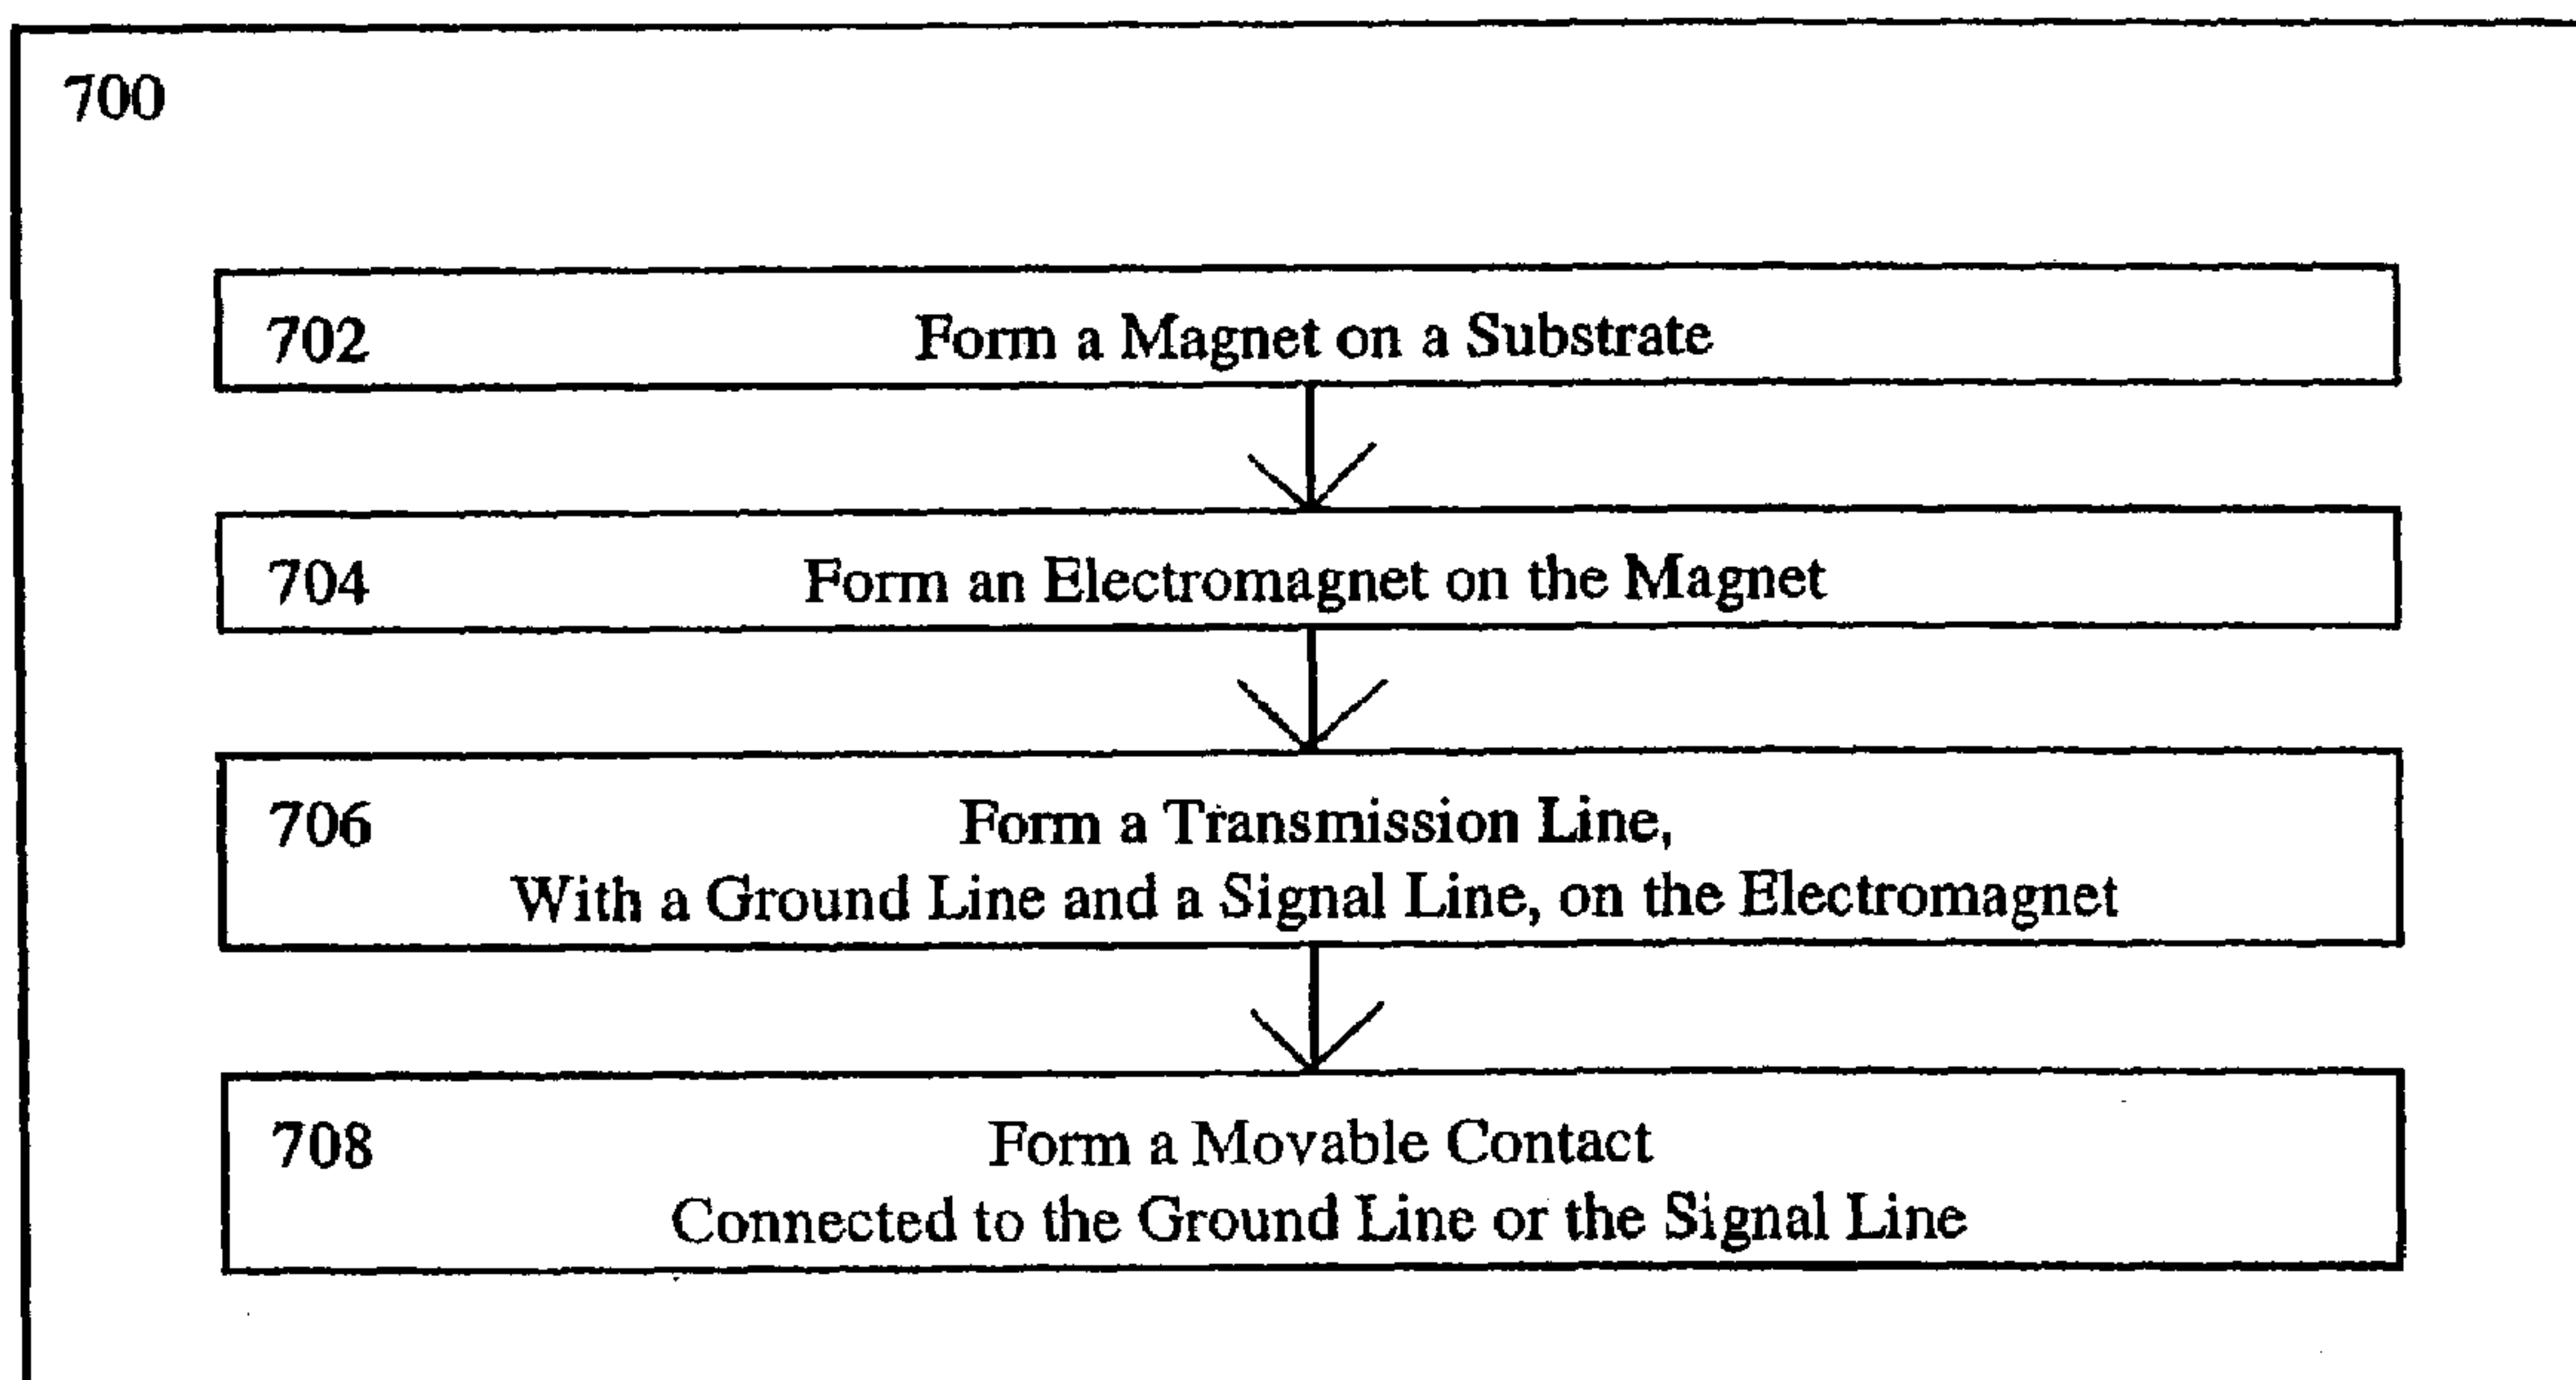 700
702 Form a Magnet on a Substrate
704 Form an Electromagnet on the Magnet
706 Form a Transmission Line,
With a Ground Line and a Signal Line, on the Electromagnet
708 Form a Movable Contact
Connected to the Ground Line or the Signal Line